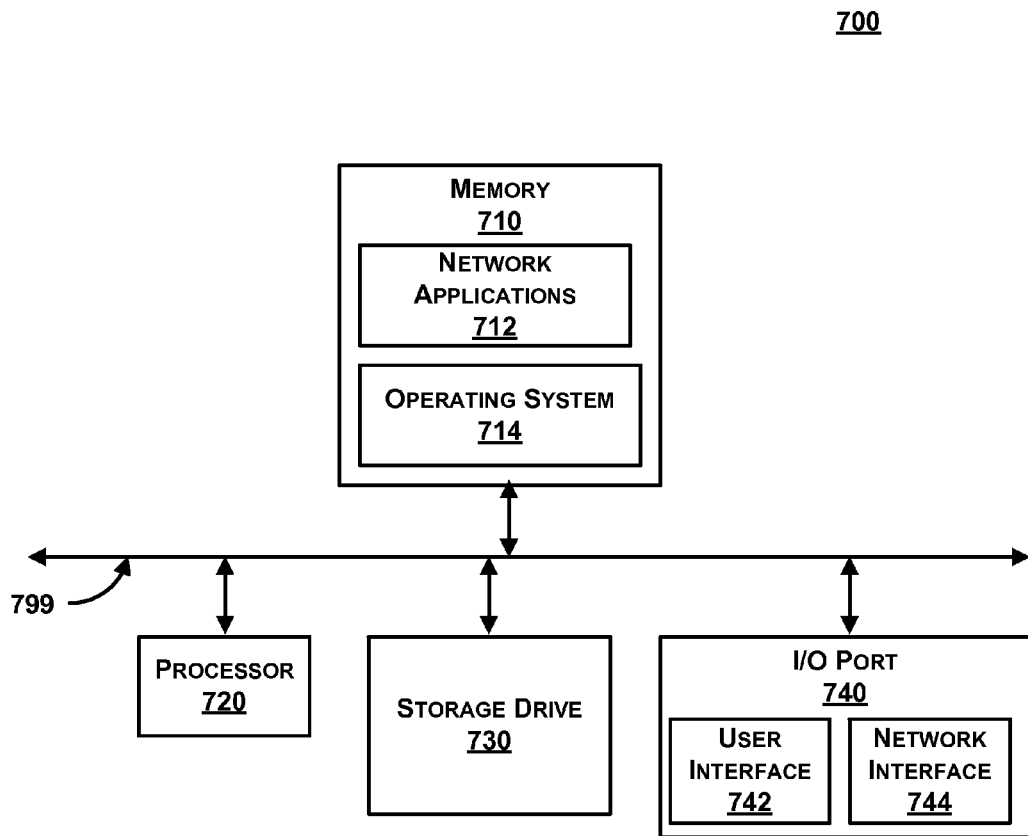 700
MEMORY
710
NETWORK
APPLICATIONS
712
OPERATING SYSTEM
714
799
PROCESSOR
720
STORAGE DRIVE
730
I/O PORT
740
USER
INTERFACE
742
NETWORK
INTERFACE
744